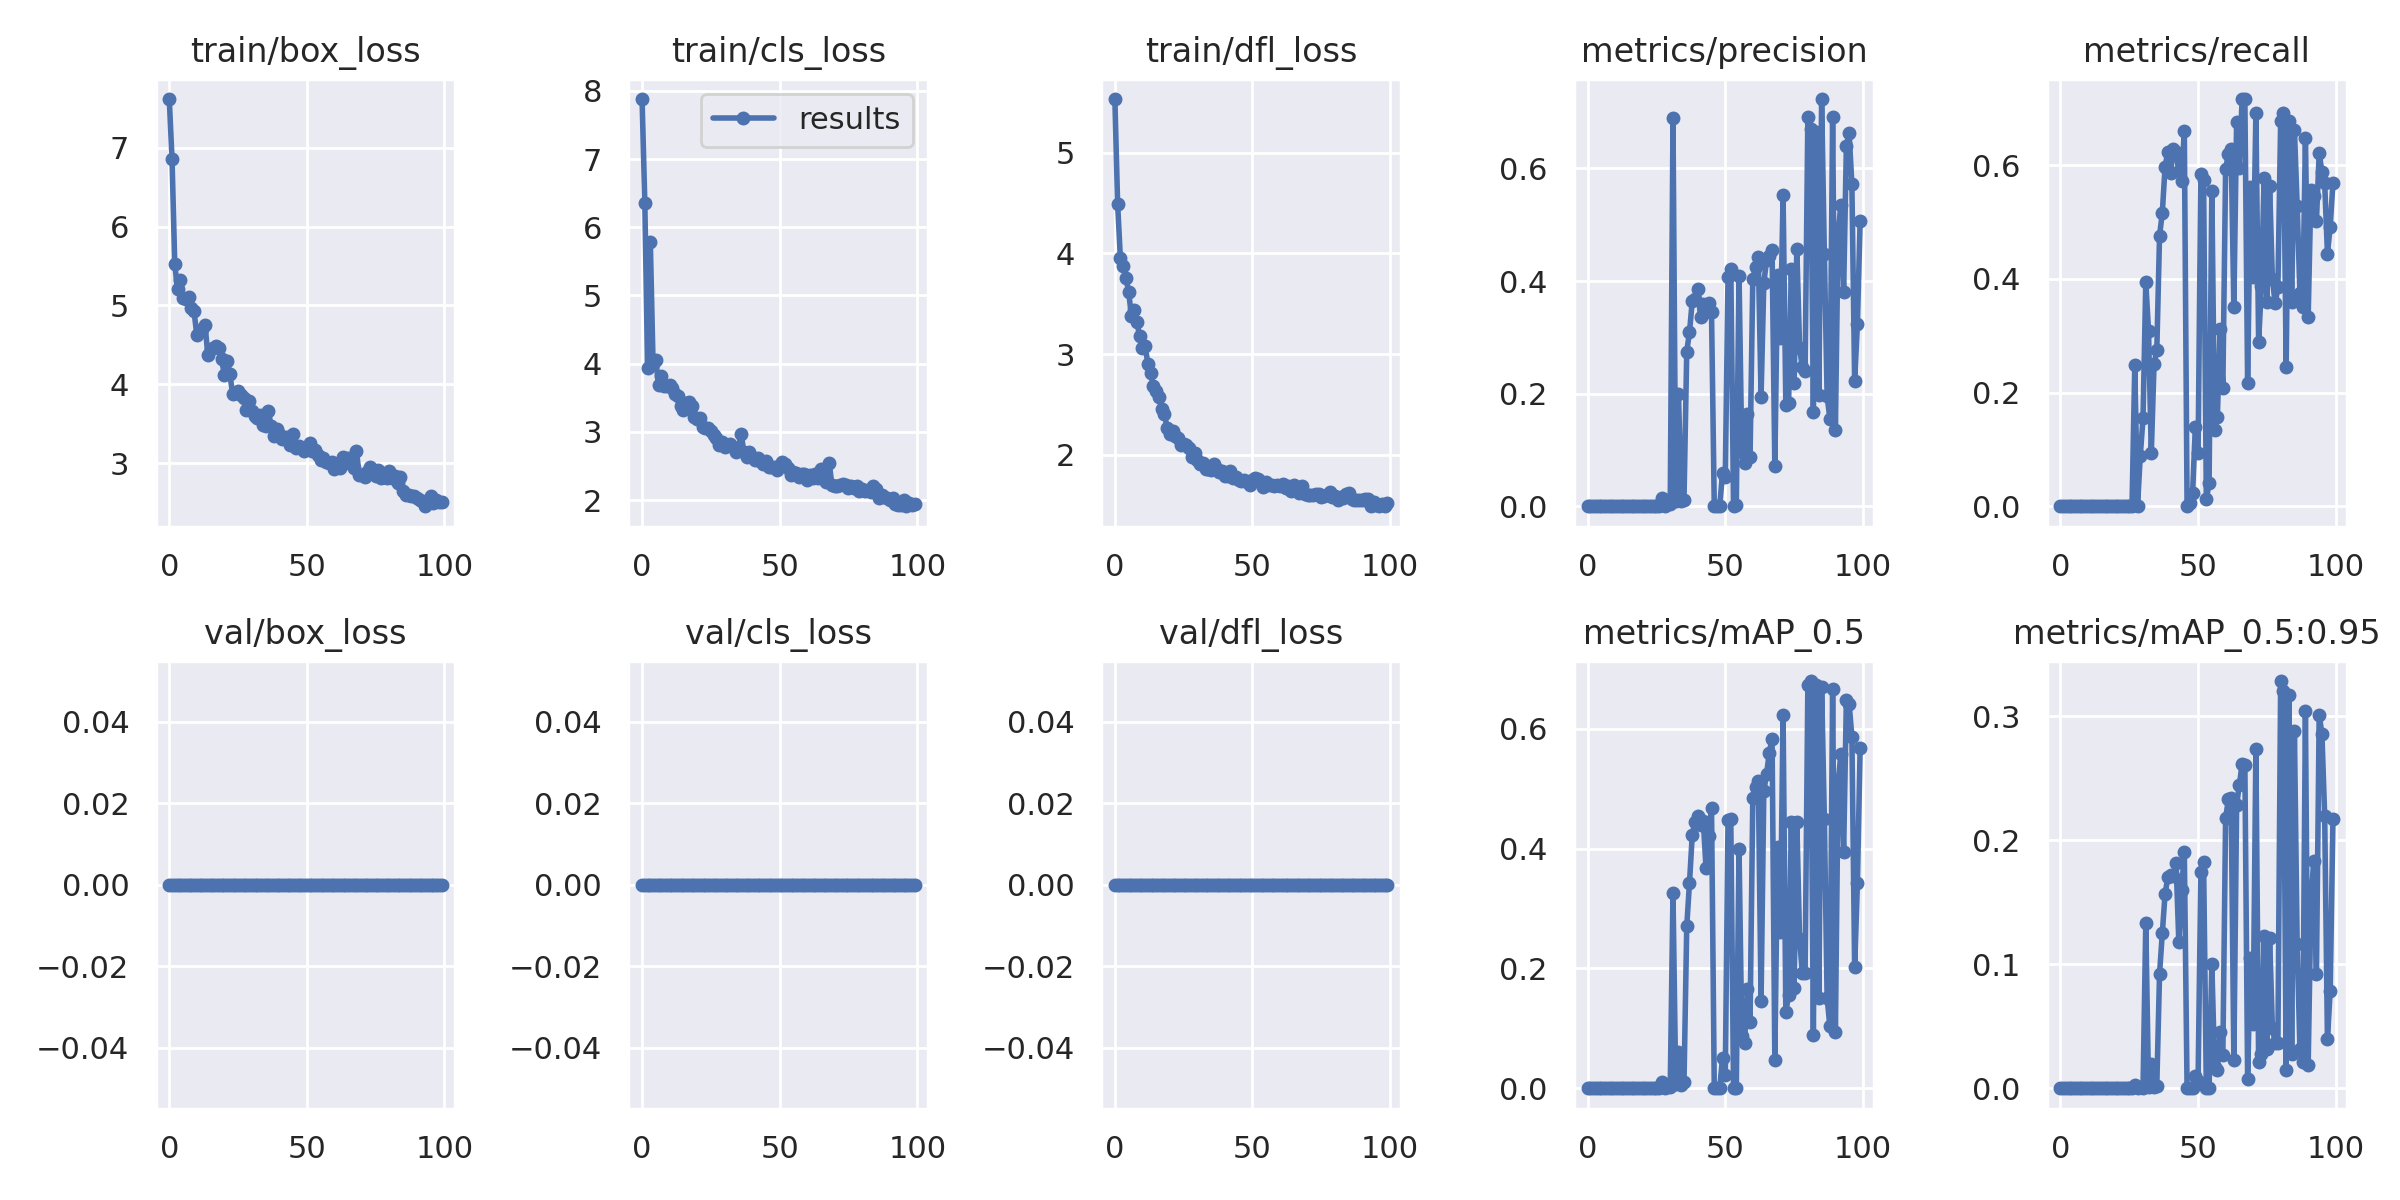 train/box_loss
7
6
5
4
3
0 50 100
train/cls_loss
results
8
7
6
5
4
3
2
0 50 100
train/dfl_loss
5
4
3
2
0 50 100
metrics/precision
0.6
0.4
0.2
0.0
0 50 100
metrics/recall
0.6
0.4
0.2
0.0
0 50 100
val/box_loss
0.04
0.02
0.00
−0.02
−0.04
0 50 100
val/cls_loss
0.04
0.02
0.00
−0.02
−0.04
0 50 100
val/dfl_loss
0.04
0.02
0.00
−0.02
−0.04
0 50 100
metrics/mAP_0.5
0.6
0.4
0.2
0.0
0 50 100
metrics/mAP_0.5:0.95
0.3
0.2
0.1
0.0
0 50 100